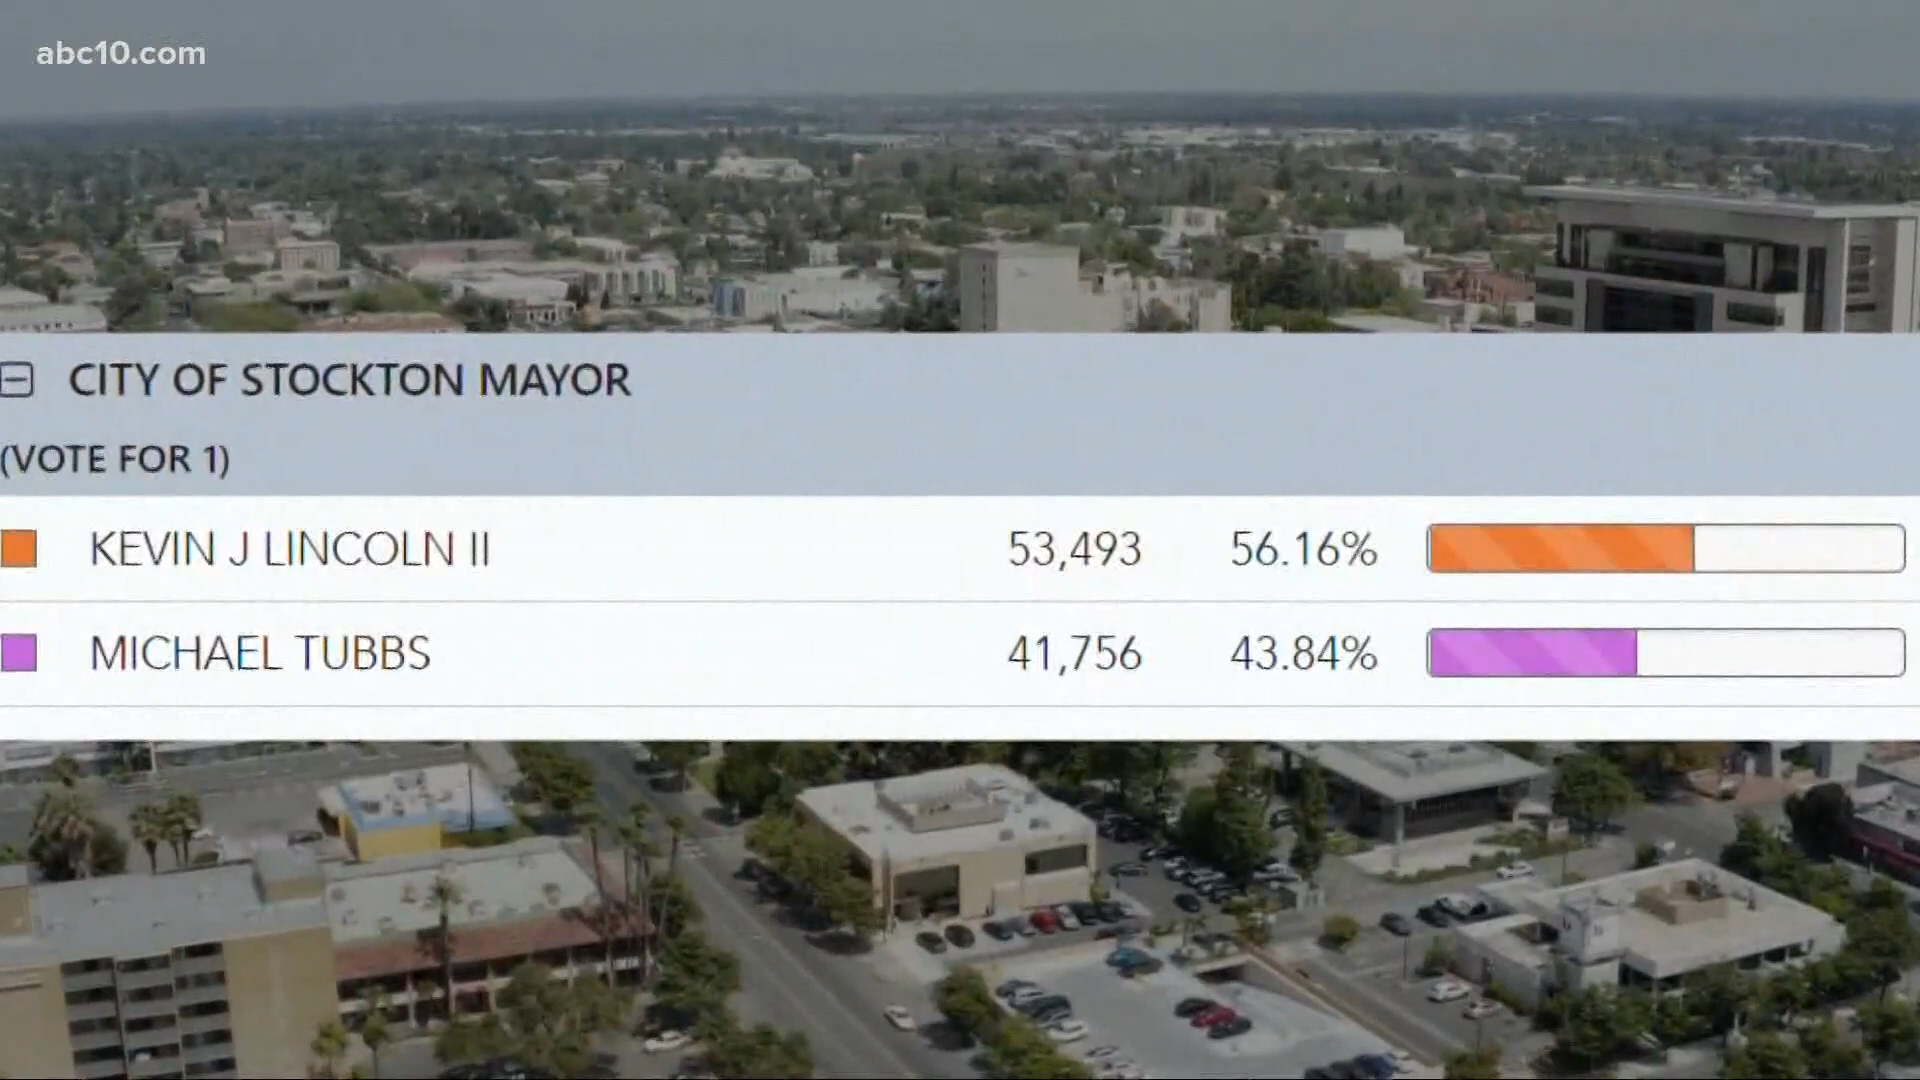 abc10.com
CITY OF STOCKTON MAYOR
(VOTE FOR 1)
KEVIN J LINCOLN II 53,493 56.16%
MICHAEL TUBBS 41,756 43.84%